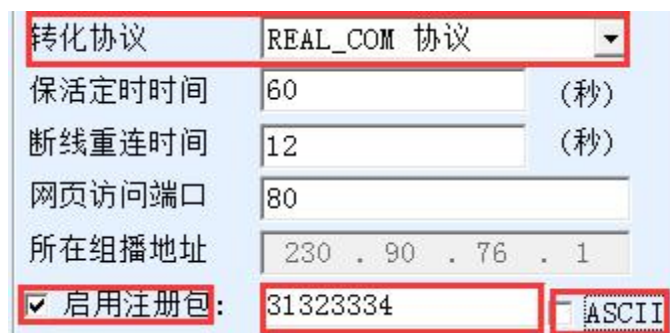 转化协议 REAL_COM 协议
保活定时时间 60 (秒)
断线重连时间 12 (秒)
网页访问端口 80
所在组播地址 230 . 90 . 76 . 1
启用注册包: 31323334 ASCII